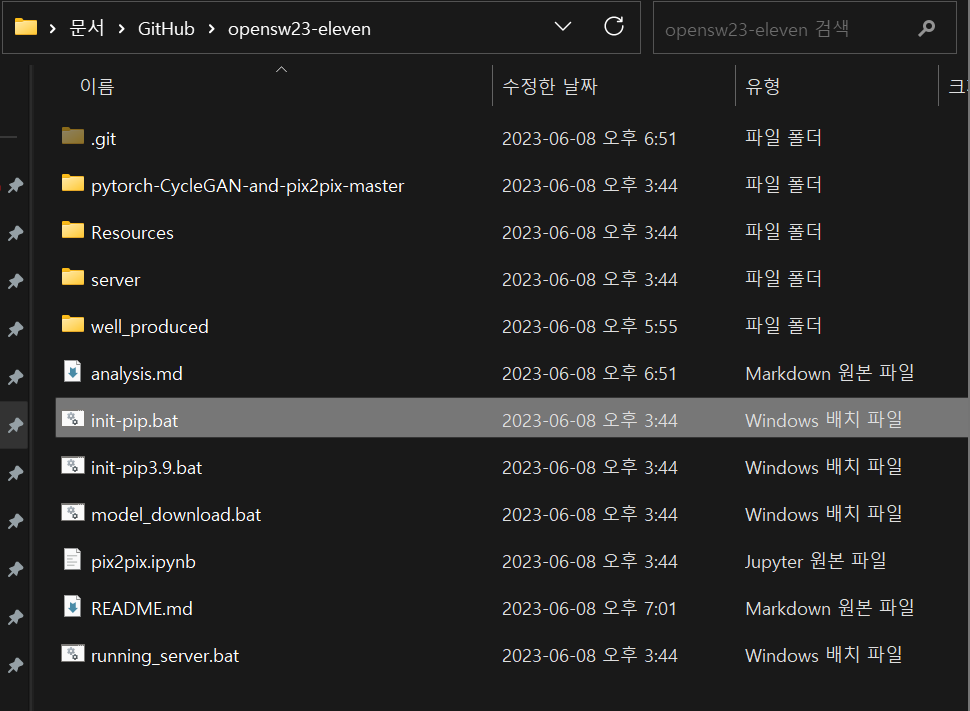 문서 › GitHub › opensw23-eleven
opensw23-eleven 검색
이름 수정한 날짜 유형
.git 2023-06-08 오후 6:51 파일 폴더
pytorch-CycleGAN-and-pix2pix-master 2023-06-08 오후 3:44 파일 폴더
Resources 2023-06-08 오후 3:44 파일 폴더
server 2023-06-08 오후 3:44 파일 폴더
well_produced 2023-06-08 오후 5:55 파일 폴더
analysis.md 2023-06-08 오후 6:51 Markdown 원본 파일
init-pip.bat 2023-06-08 오후 3:44 Windows 배치 파일
init-pip3.9.bat 2023-06-08 오후 3:44 Windows 배치 파일
model_download.bat 2023-06-08 오후 3:44 Windows 배치 파일
pix2pix.ipynb 2023-06-08 오후 3:44 Jupyter 원본 파일
README.md 2023-06-08 오후 7:01 Markdown 원본 파일
running_server.bat 2023-06-08 오후 3:44 Windows 배치 파일